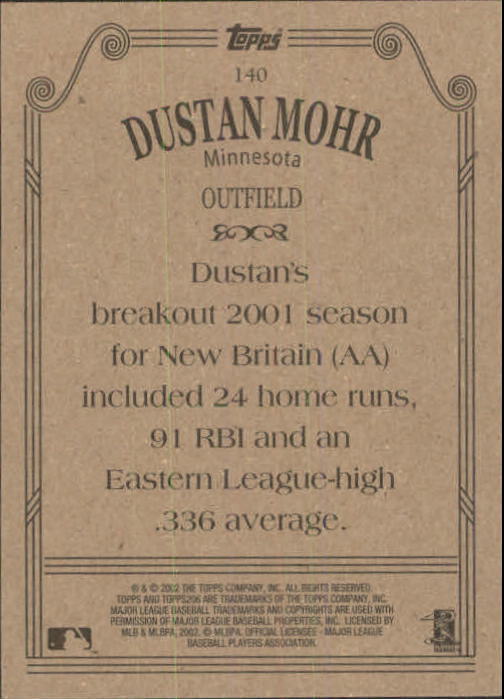 Topps
140
DUSTAN MOHR
Minnesota
OUTFIELD
Dustan's
breakout 2001 season
for New Britain (AA)
included 24 home runs,
91 RBI and an
Eastern League-high
.336 average.
® & © 2002 THE TOPPS COMPANY, INC. ALL RIGHTS RESERVED.
TOPPS AND TOPPS206 ARE TRADEMARKS OF THE TOPPS COMPANY, INC.
MAJOR LEAGUE BASEBALL TRADEMARKS AND COPYRIGHTS ARE USED WITH
PERMISSION OF MAJOR LEAGUE BASEBALL PROPERTIES, INC. LICENSED BY
MLB & MLBPA, 2002. © MLBPA. OFFICIAL LICENSEE - MAJOR LEAGUE
BASEBALL PLAYERS ASSOCIATION.